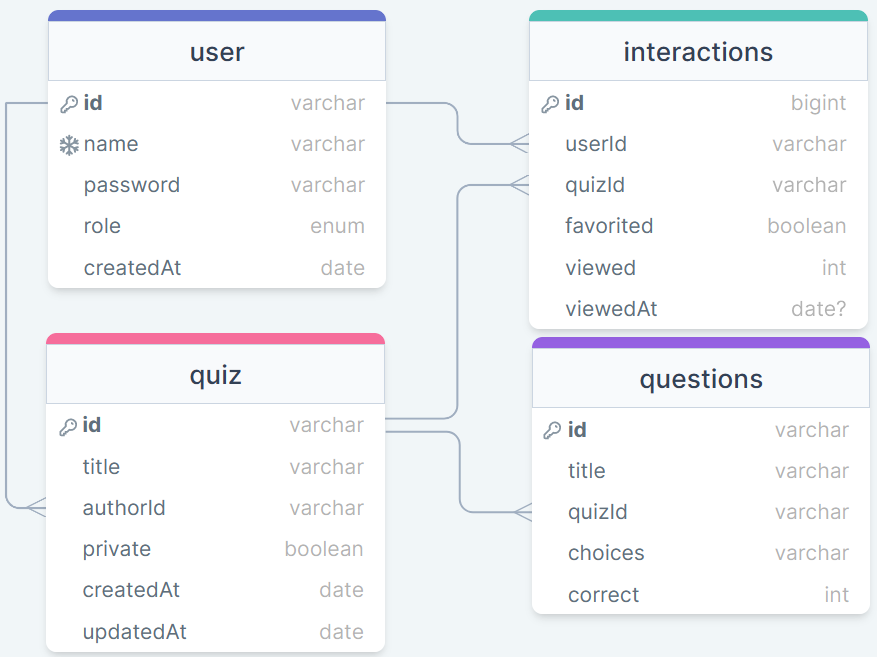 user
id varchar
name varchar
password varchar
role enum
createdAt date
interactions
id bigint
userId varchar
quizId varchar
favorited boolean
viewed int
viewedAt date?
quiz
id varchar
title varchar
authorId varchar
private boolean
createdAt date
updatedAt date
questions
id varchar
title varchar
quizId varchar
choices varchar
correct int